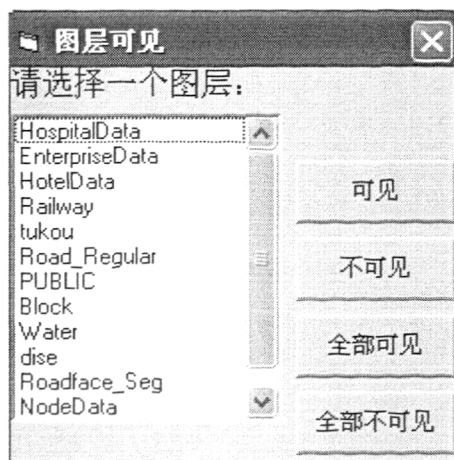 图层可见
请选择一个图层：
HospitalData
EnterpriseData
HotelData
Railway
tukou
Road_Regular
PUBLIC
Block
Water
dise
Roadface_Seg
NodeData
可见
不可见
全部可见
全部不可见